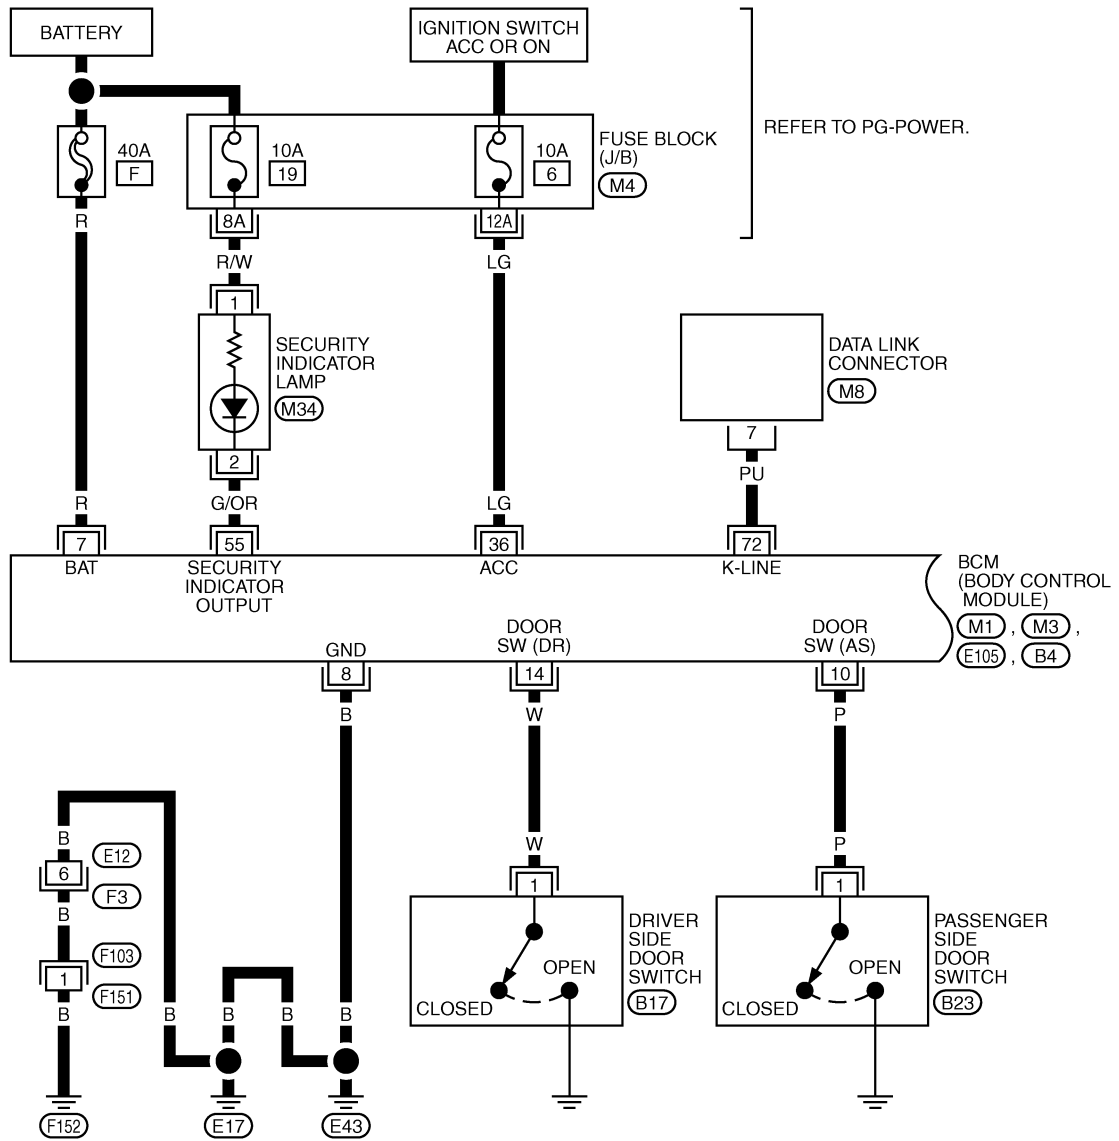 BATTERY
IGNITION SWITCH
ACC OR ON
REFER TO PG-POWER.
40A
F
10A
19
10A
6
FUSE BLOCK
(J/B)
M4
R
8A
12A
R/W
LG
1
SECURITY
INDICATOR
LAMP
M34
DATA LINK
CONNECTOR
M8
7
2
PU
R
G/OR
LG
7
55
36
72
BAT
SECURITY
INDICATOR
OUTPUT
ACC
K-LINE
BCM
(BODY CONTROL
MODULE)
M1 , M3 ,
E105 , B4
GND
DOOR
SW (DR)
DOOR
SW (AS)
8
14
10
B
W
P
B
E12
6
F3
B
F103
1
F151
B
B
B
B
B
W
P
1
1
DRIVER
SIDE
DOOR
SWITCH
B17
OPEN
CLOSED
PASSENGER
SIDE
DOOR
SWITCH
B23
OPEN
CLOSED
F152
E17
E43